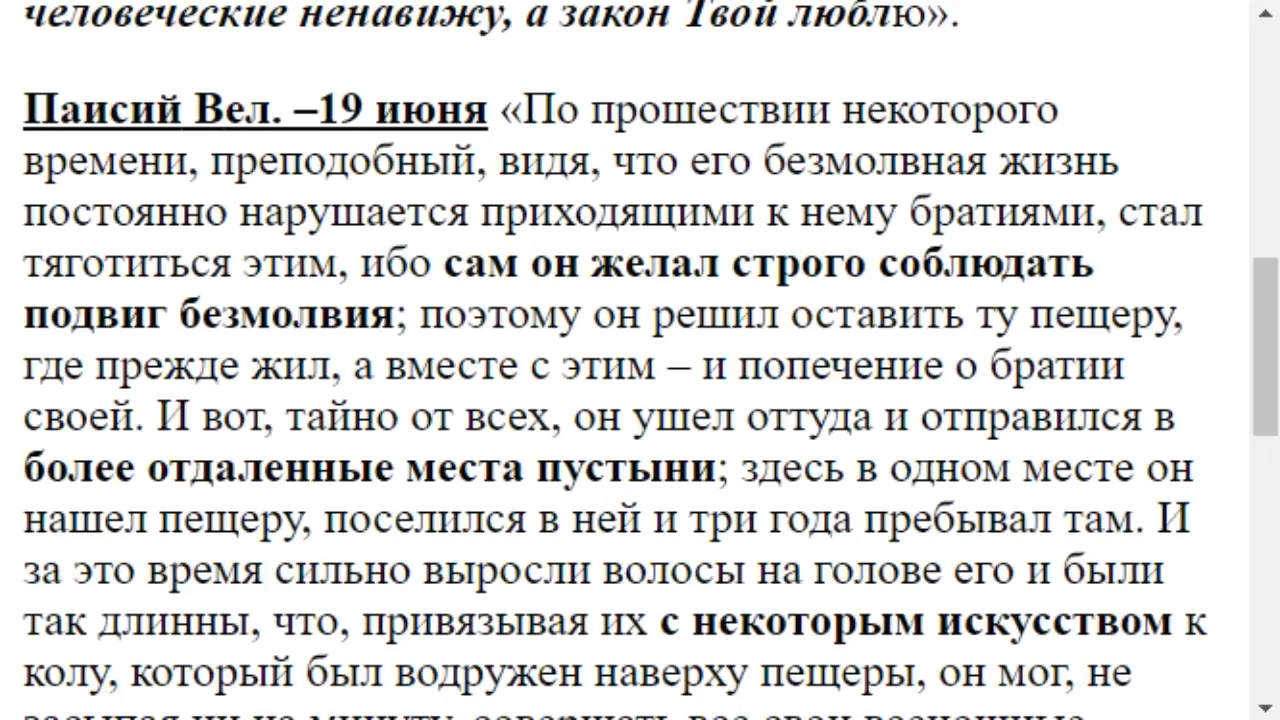 человеческие ненавижу, а закон Твой люблю».
Паисий Вел. –19 июня «По прошествии некоторого
времени, преподобный, видя, что его безмолвная жизнь
постоянно нарушается приходящими к нему братиями, стал
тяготиться этим, ибо сам он желал строго соблюдать
подвиг безмолвия; поэтому он решил оставить ту пещеру,
где прежде жил, а вместе с этим – и попечение о братии
своей. И вот, тайно от всех, он ушел оттуда и отправился в
более отдаленные места пустыни; здесь в одном месте он
нашел пещеру, поселился в ней и три года пребывал там. И
за это время сильно выросли волосы на голове его и были
так длинны, что, привязывая их с некоторым искусством к
колу, который был водружен наверху пещеры, он мог, не